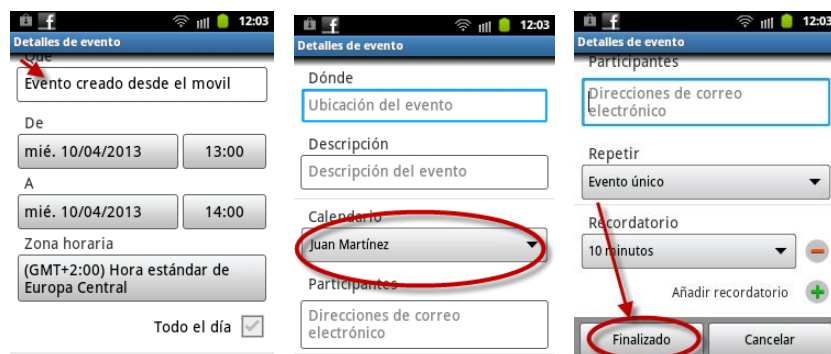 12:03
Detalles de evento
Que
Evento creado desde el movil
De
mié. 10/04/2013
13:00
A
mié. 10/04/2013
14:00
Zona horaria
(GMT+2:00) Hora estándar de
Europa Central
Todo el día
12:03
Detalles de evento
Dónde
Ubicación del evento
Descripción
Descripción del evento
Calendario
Juan Martínez
Participantes
Direcciones de correo
electrónico
12:03
Detalles de evento
Participantes
Direcciones de correo
electrónico
Repetir
Evento único
Recordatorio
10 minutos
Añadir recordatorio
Finalizado
Cancelar